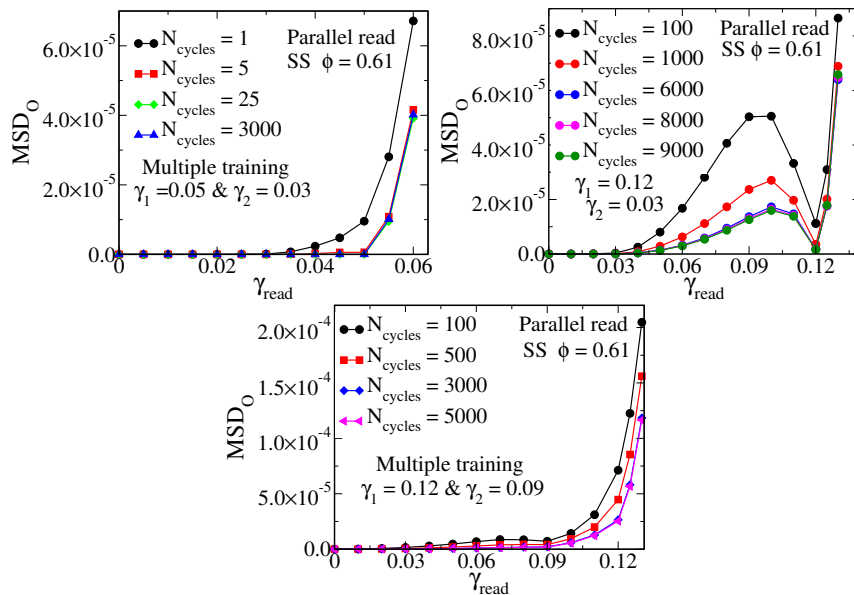 6.0×10⁻⁵
4.0×10⁻⁵
2.0×10⁻⁵
0.0
MSD_O
N_cycles = 1
N_cycles = 5
N_cycles = 25
N_cycles = 3000
Parallel read
SS ϕ = 0.61
Multiple training
γ₁ =0.05 & γ₂ = 0.03
0 0.02 0.04 0.06
γ_read
8.0×10⁻⁵
6.0×10⁻⁵
4.0×10⁻⁵
2.0×10⁻⁵
0.0
MSD_O
N_cycles = 100
N_cycles = 1000
N_cycles = 6000
N_cycles = 8000
N_cycles = 9000
Parallel read
SS ϕ = 0.61
γ₁ = 0.12
γ₂ = 0.03
0 0.03 0.06 0.09 0.12
γ_read
2.0×10⁻⁴
1.5×10⁻⁴
1.0×10⁻⁴
5.0×10⁻⁵
0.0
MSD_O
N_cycles = 100
N_cycles = 500
N_cycles = 3000
N_cycles = 5000
Parallel read
SS ϕ = 0.61
Multiple training
γ₁ = 0.12 & γ₂ = 0.09
0 0.03 0.06 0.09 0.12
γ_read